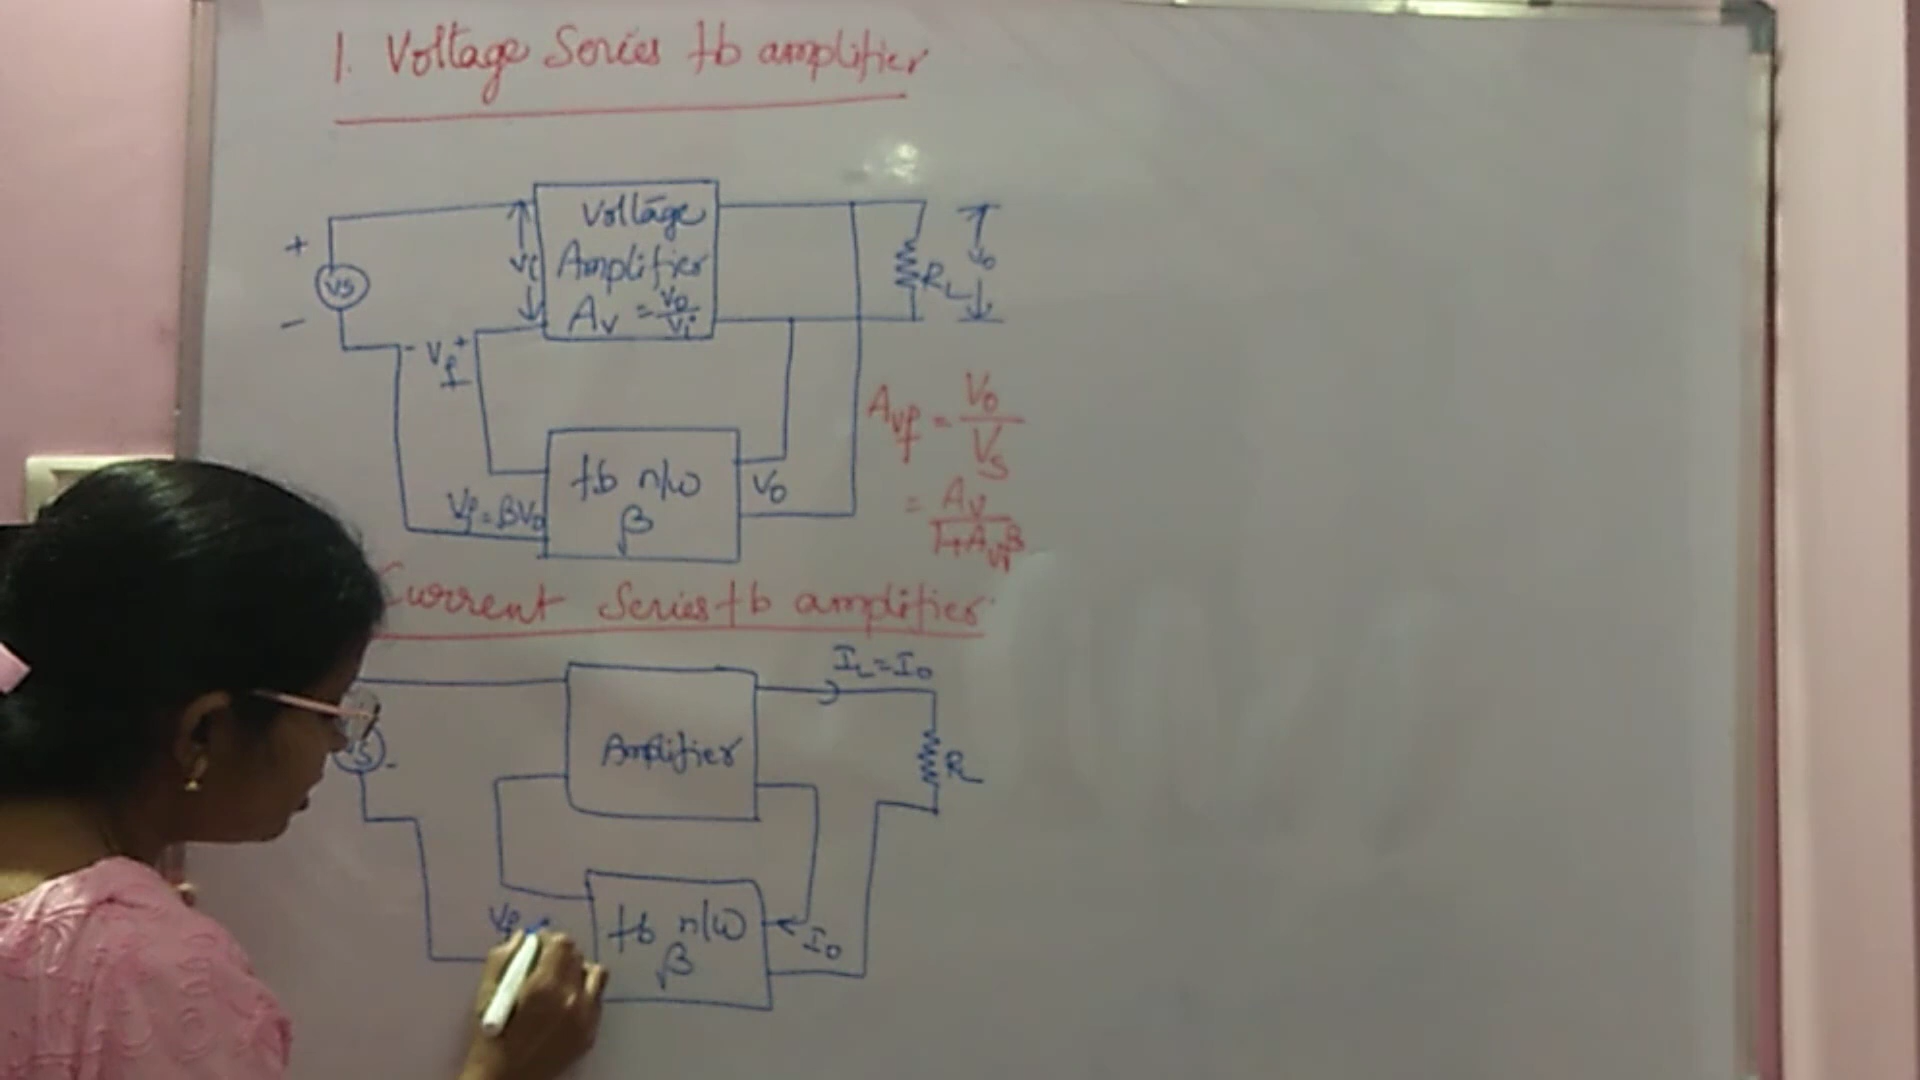 1. Voltage Series fb amplifier
Voltage
Amplifier
Av = Vo/Vi
+
Vs
-
Vi
RL
Vo
- Vf +
Avf = Vo/Vs
= Av/1+Avβ
fb n/w
β
Vo
Vf = βVo
Current Series fb amplifier
IL = Io
Amplifier
S
-
RL
fb n/w
β
Io
Vf